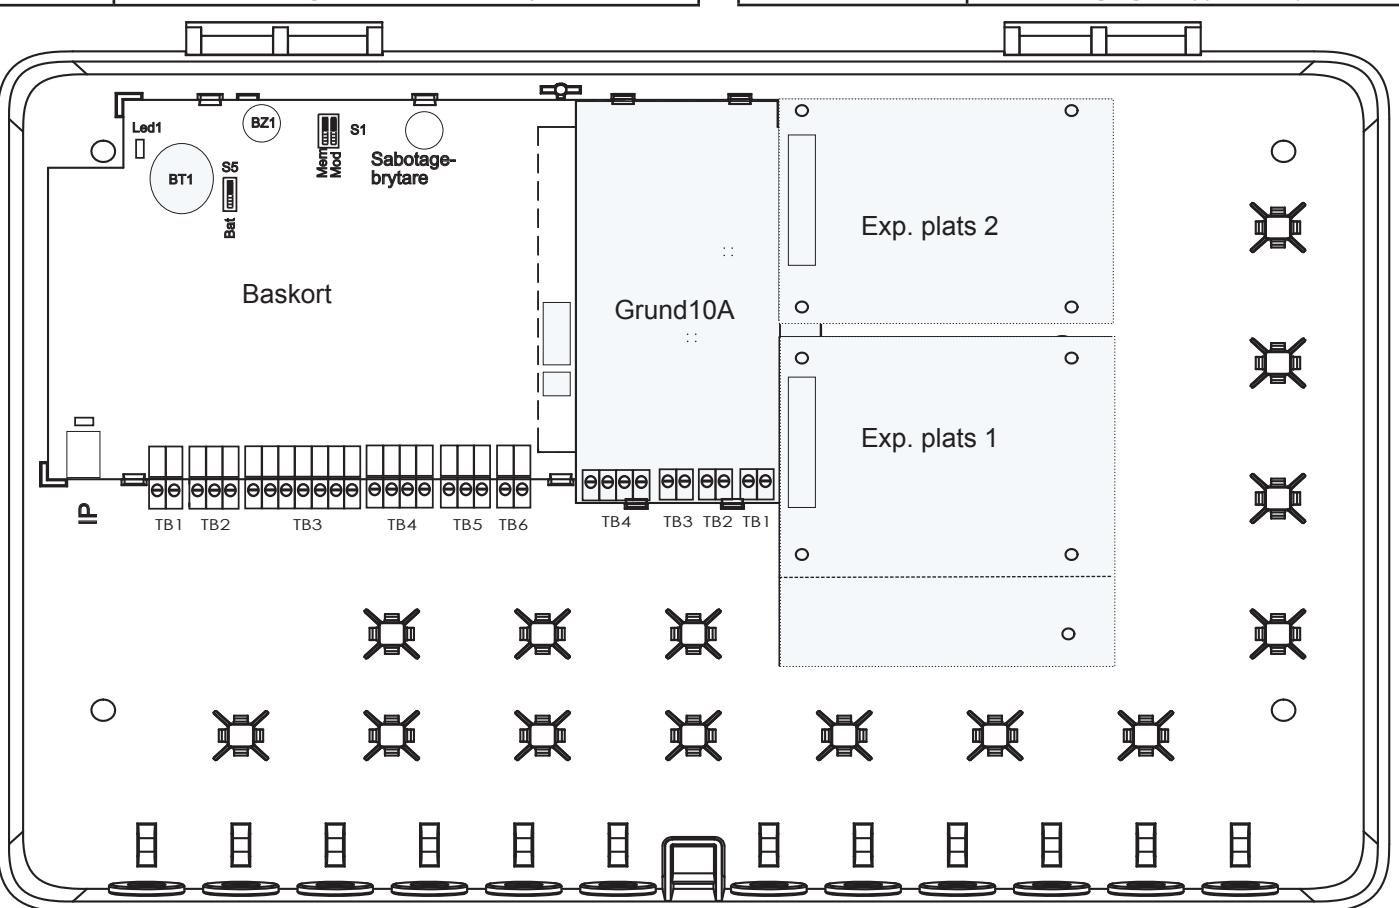 Led1
BZ1
S1
Mem
Mod
Sabotage-
brytare
BT1
S5
Bat
Baskort
Grund10A
Exp. plats 2
Exp. plats 1
IP
TB1 TB2 TB3 TB4 TB5 TB6
TB4 TB3 TB2 TB1